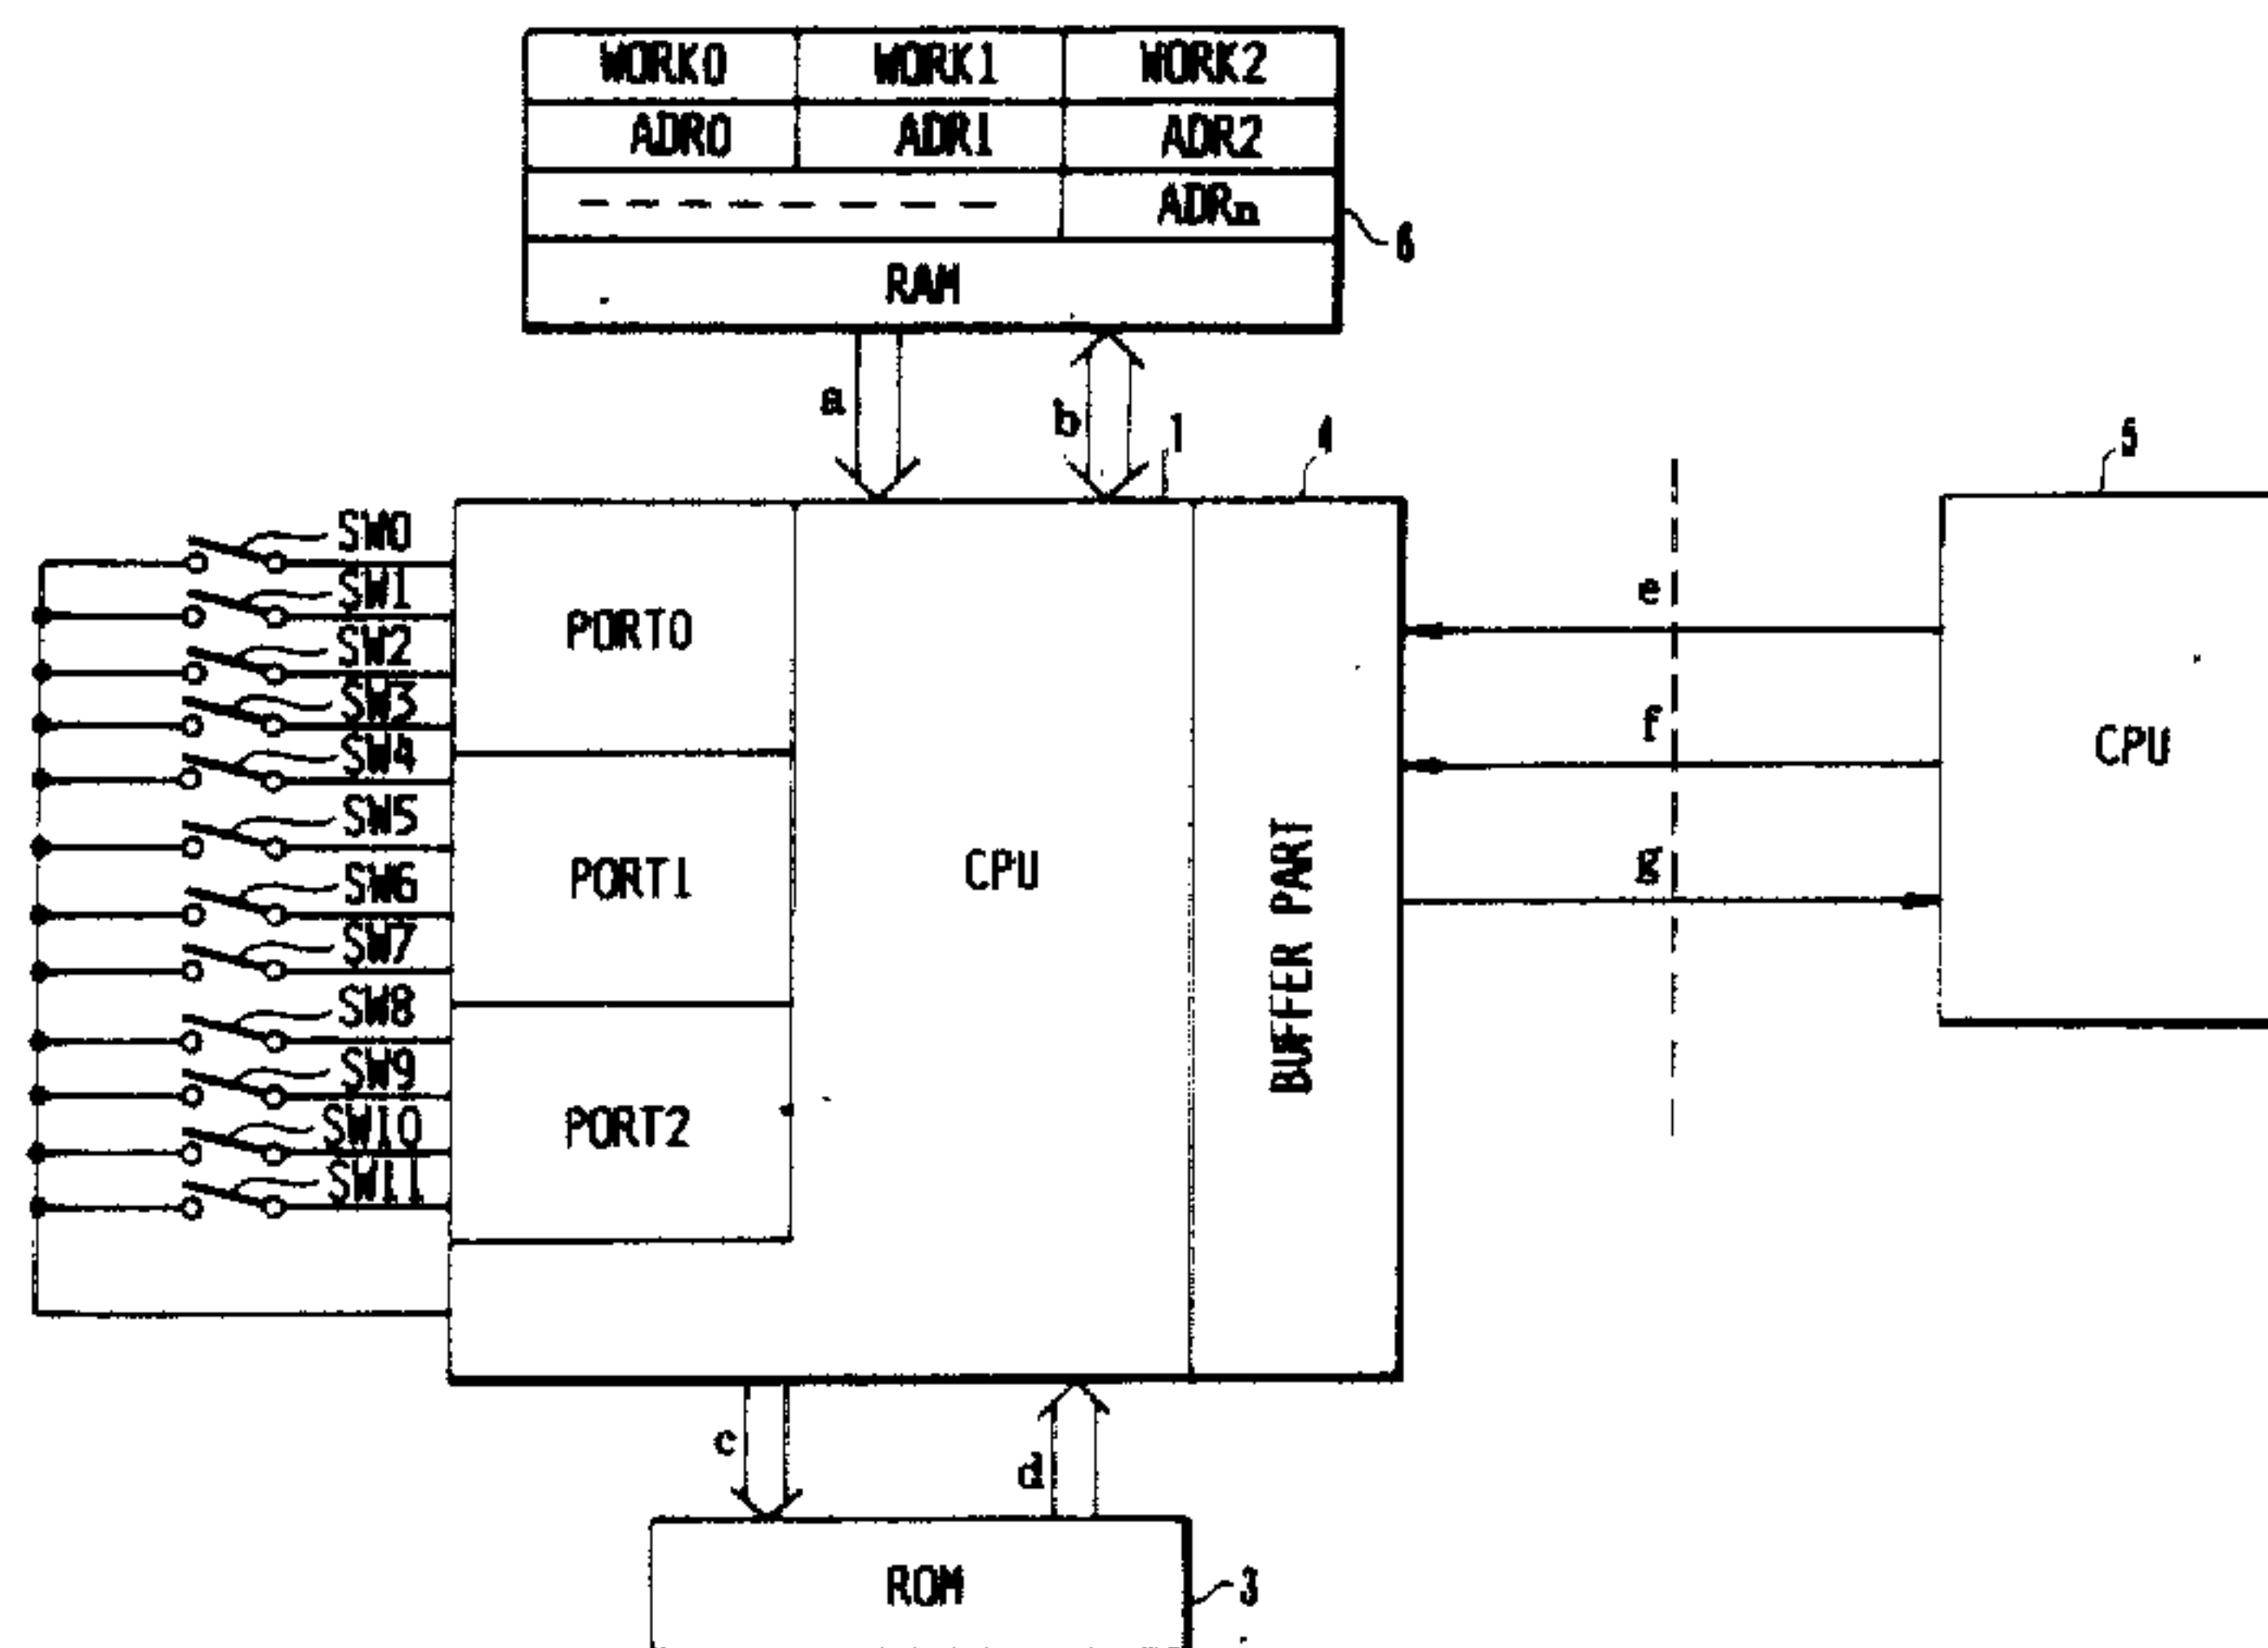 WORK0 WORK1 WORK2
ADR0 ADR1 ADR2
ADRn
6
RAM
a
b
1
4
5
SW0
SW1
SW2
SW3
SW4
SW5
SW6
SW7
SW8
SW9
SW10
SW11
PORT0
PORT1
PORT2
CPU
BUFFER PART
e
f
g
CPU
c
d
ROM
3